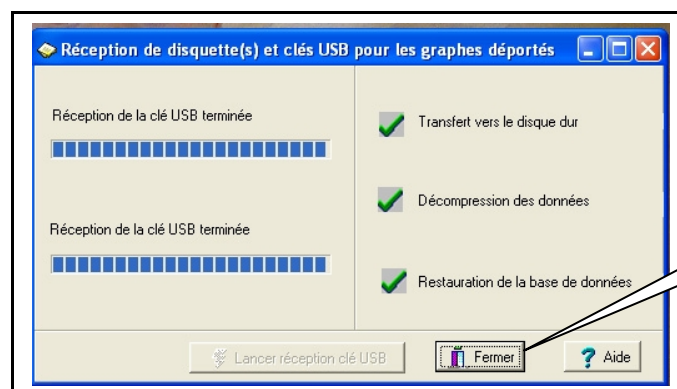 Réception de disquette(s) et clés USB pour les graphes déportés
Réception de la clé USB terminée
Réception de la clé USB terminée
Transfert vers le disque dur
Décompression des données
Restauration de la base de données
Lancer réception clé USB
Fermer
? Aide